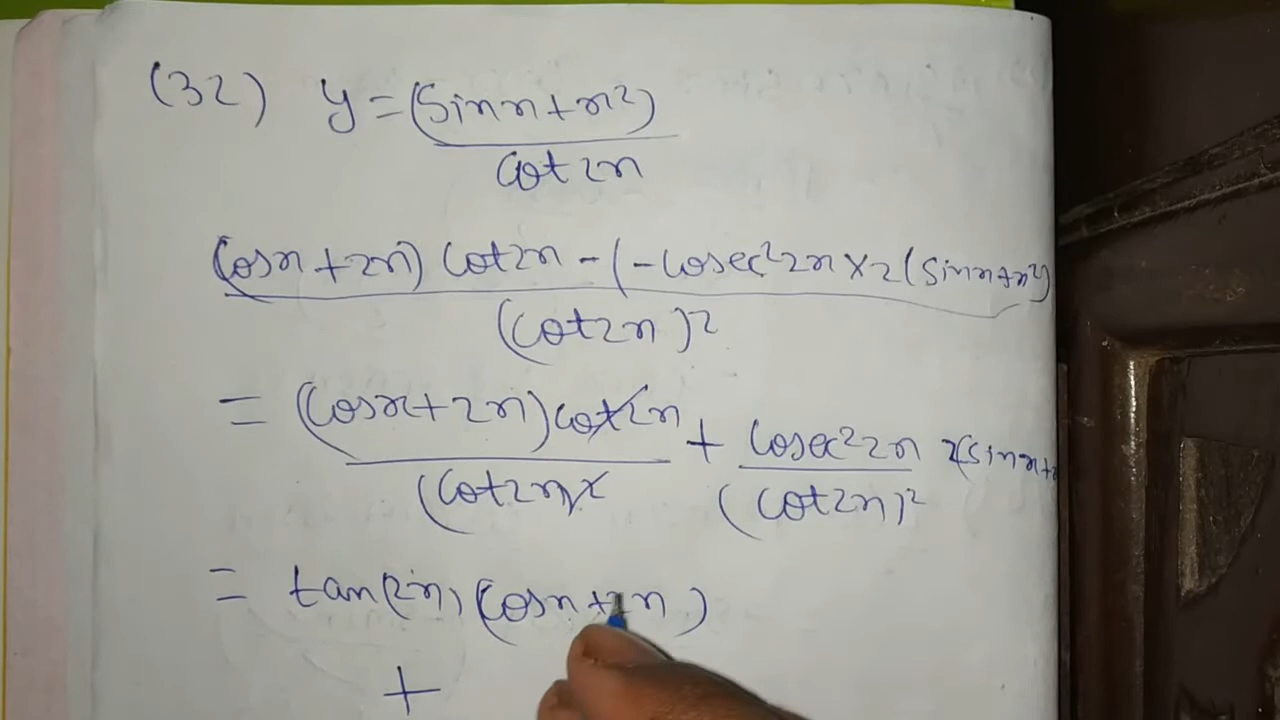 (32) y = (Sinx+x²)
Cot2x
(Cosx+2x) Cot2x - (-Cosec²2x×2(Sinx+x²)
(Cot2x)²
= (Cosx+2x)cot2x + Cosec²2x 2(Sinx+
(Cot2x)² (Cot2x)²
= tan(2x) (Cosx+2x)
+